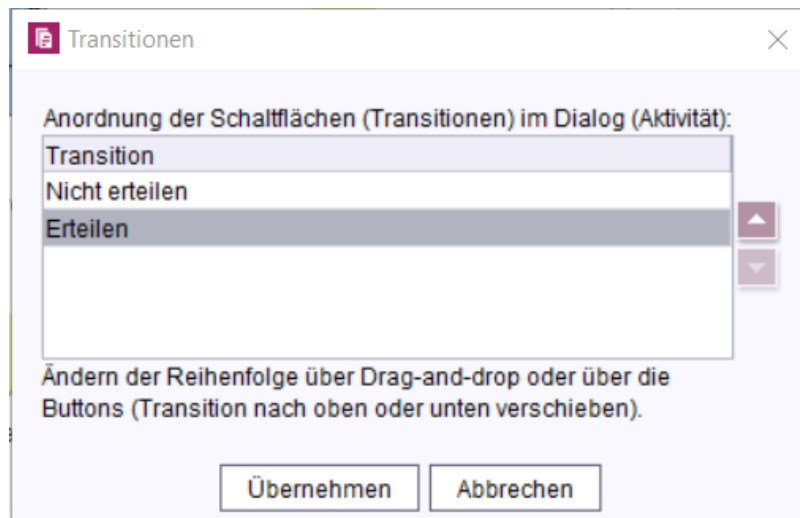 Transitionen
Anordnung der Schaltflächen (Transitionen) im Dialog (Aktivität):
Transition
Nicht erteilen
Erteilen
Ändern der Reihenfolge über Drag-and-drop oder über die
Buttons (Transition nach oben oder unten verschieben).
Übernehmen
Abbrechen